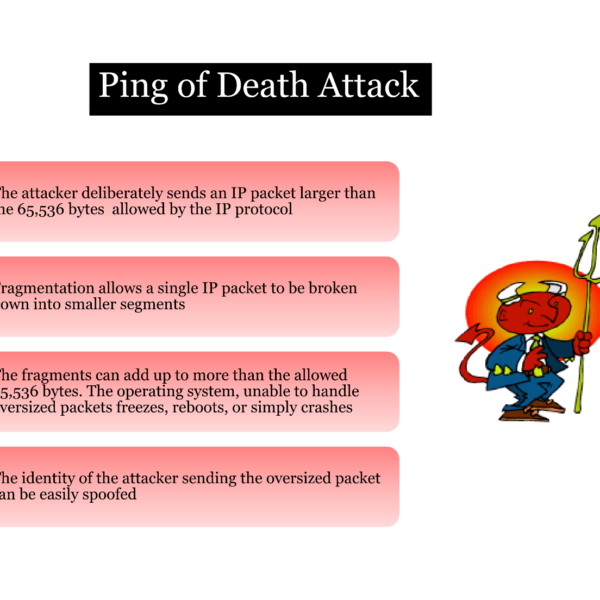 Ping of Death Attack
The attacker deliberately sends an IP packet larger than
he 65,536 bytes allowed by the IP protocol
ragmentation allows a single IP packet to be broken
own into smaller segments
The fragments can add up to more than the allowed
5,536 bytes. The operating system, unable to handle
versized packets freezes, reboots, or simply crashes
The identity of the attacker sending the oversized packet
an be easily spoofed